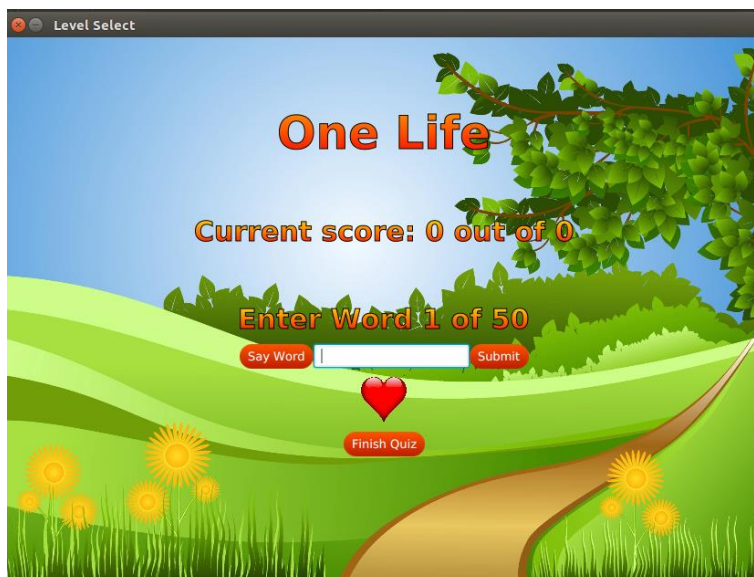 Level Select
One Life
Current score: 0 out of 0
Enter Word 1 of 50
Say Word Submit
Finish Quiz